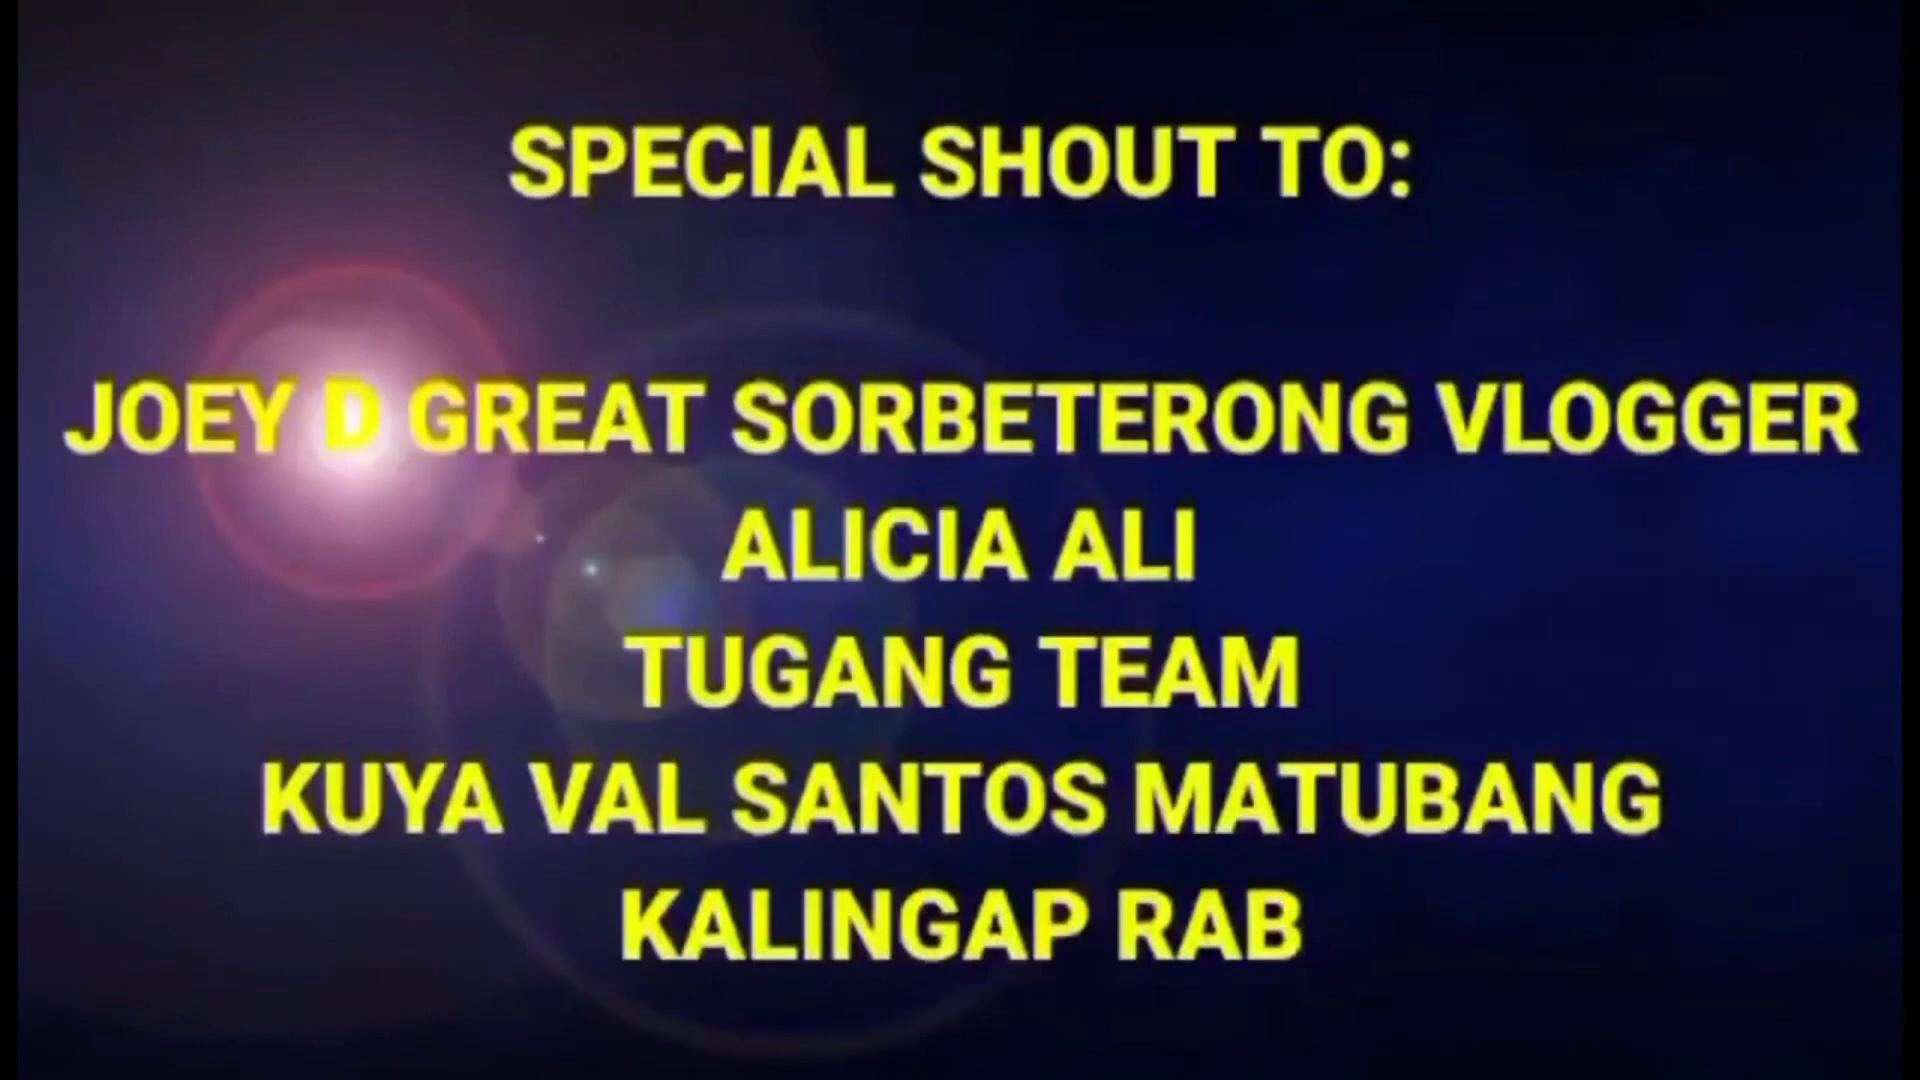 SPECIAL SHOUT TO:
JOEY D GREAT SORBETERONG VLOGGER
ALICIA ALI
TUGANG TEAM
KUYA VAL SANTOS MATUBANG
KALINGAP RAB